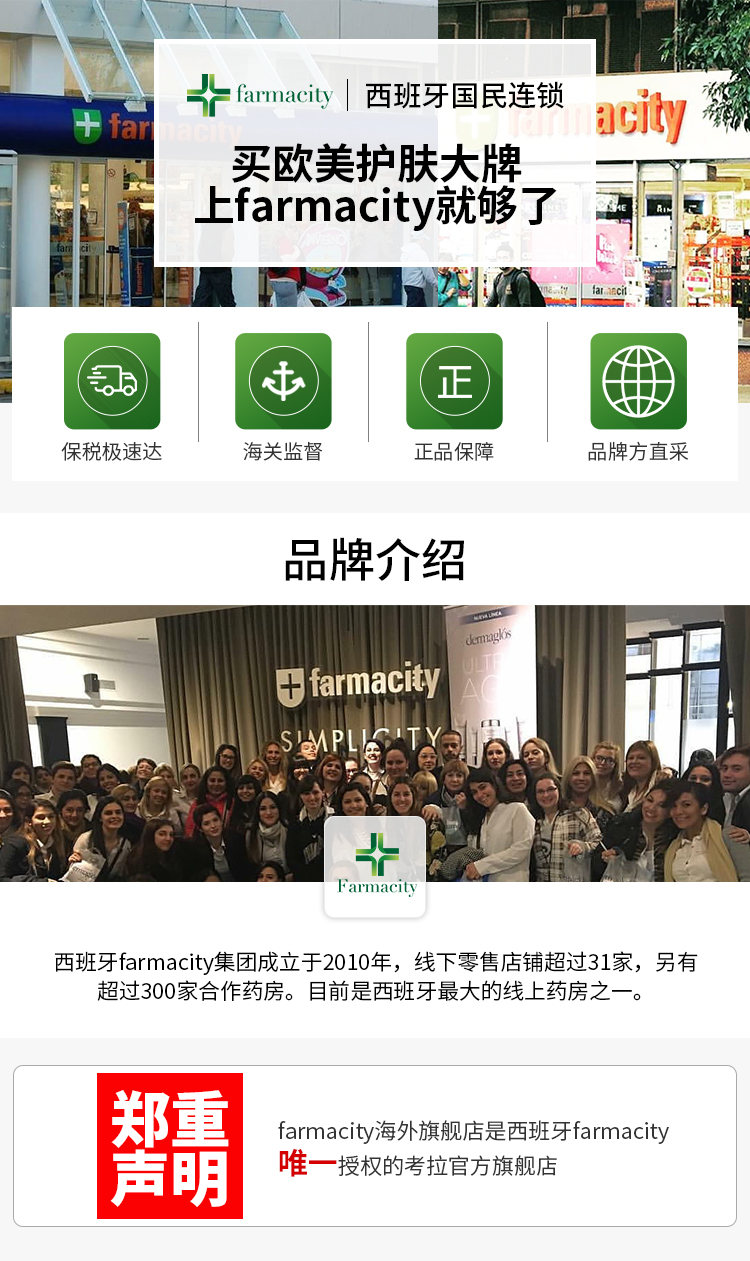 farmacity
farmacity
farmacity | 西班牙国民连锁
买欧美护肤大牌
上farmacity就够了
保税极速达
海关监督
正
正品保障
品牌方直采
品牌介绍
NUEVA LINEA
dermaglós
farmacity
SIMPLICITY
Farmacity
西班牙farmacity集团成立于2010年，线下零售店铺超过31家，另有
超过300家合作药房。目前是西班牙最大的线上药房之一。
郑重
声明
farmacity海外旗舰店是西班牙farmacity
唯一授权的考拉官方旗舰店